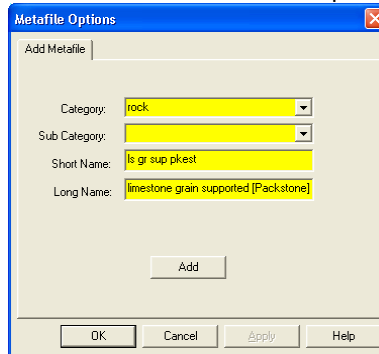 Metafile Options
Add Metafile
Category: rock
Sub Category:
Short Name: ls gr sup pkest
Long Name: limestone grain supported [Packstone]
Add
OK Cancel Apply Help